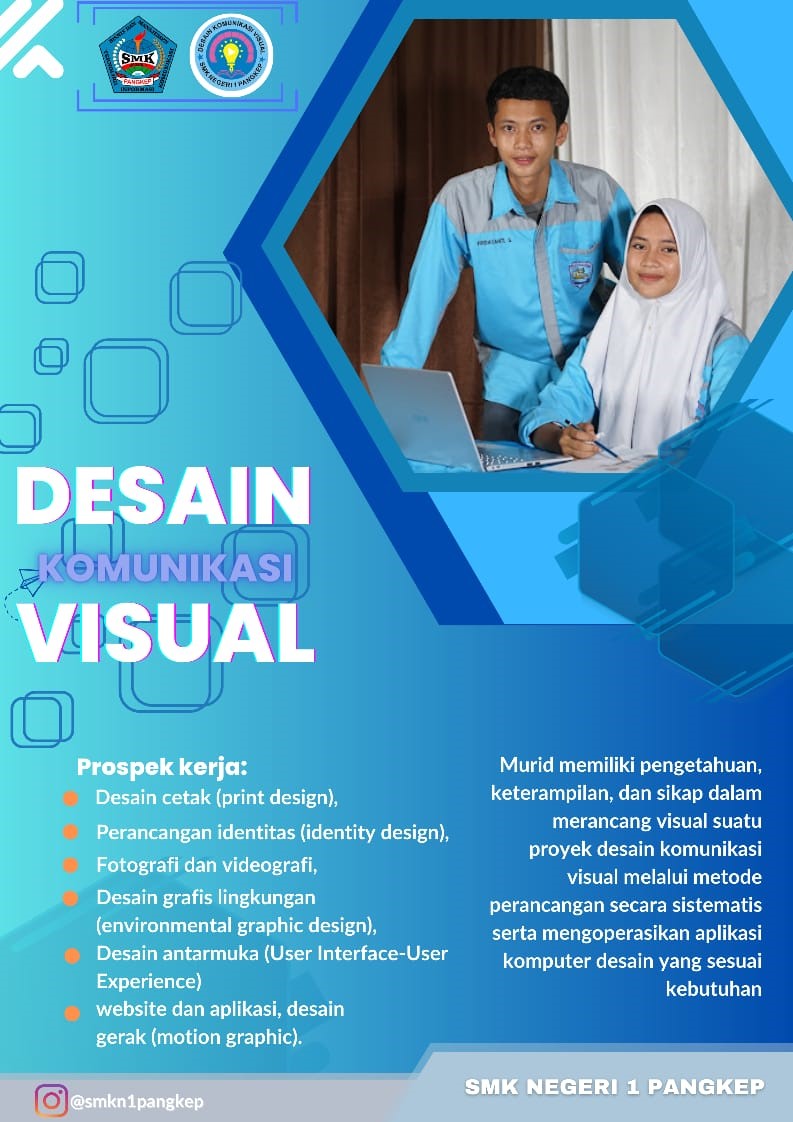 SMK
PANGKEP
INFORMASI
DESAIN KOMUNIKASI VISUAL
SMK NEGERI 1 PANGKEP
DESAIN
KOMUNIKASI
VISUAL
Prospek kerja:
Desain cetak (print design),
Perancangan identitas (identity design),
Fotografi dan videografi,
Desain grafis lingkungan
(environmental graphic design),
Desain antarmuka (User Interface-User
Experience)
website dan aplikasi, desain
gerak (motion graphic).
Murid memiliki pengetahuan,
keterampilan, dan sikap dalam
merancang visual suatu
proyek desain komunikasi
visual melalui metode
perancangan secara sistematis
serta mengoperasikan aplikasi
komputer desain yang sesuai
kebutuhan
@smkn1pangkep
SMK NEGERI 1 PANGKEP